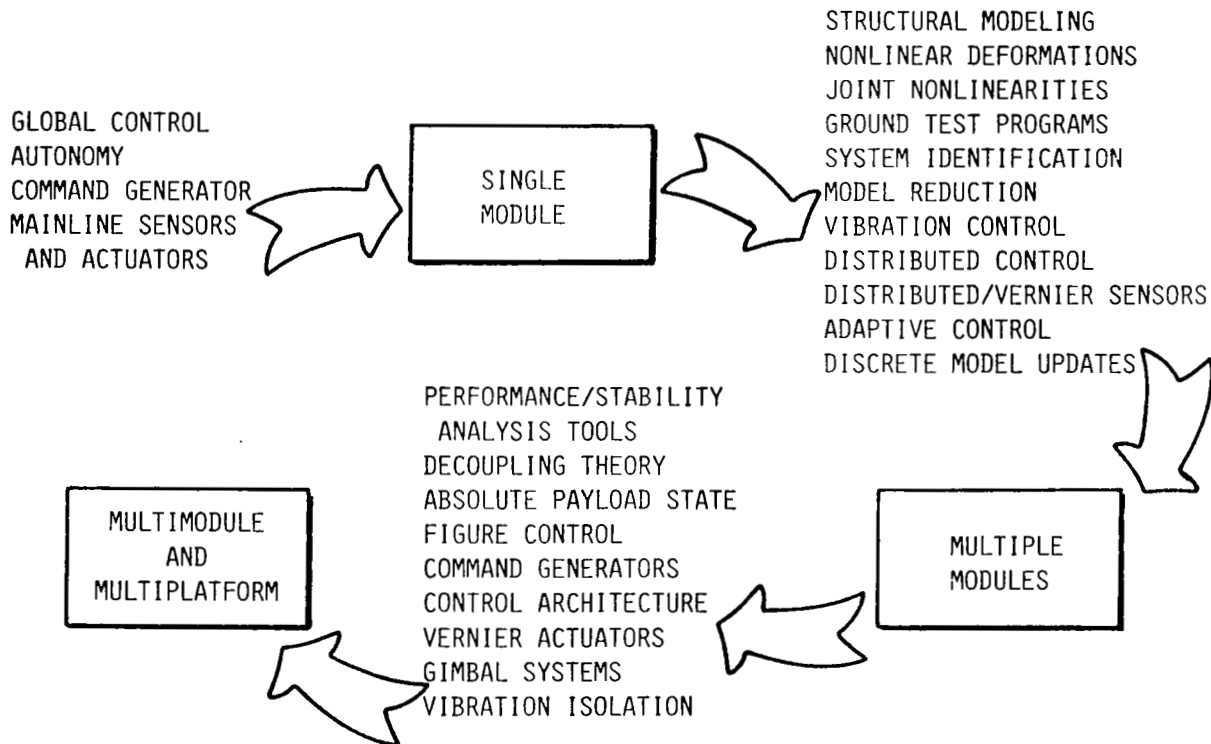 GLOBAL CONTROL
AUTONOMY
COMMAND GENERATOR
MAINLINE SENSORS
AND ACTUATORS
SINGLE
MODULE
STRUCTURAL MODELING
NONLINEAR DEFORMATIONS
JOINT NONLINEARITIES
GROUND TEST PROGRAMS
SYSTEM IDENTIFICATION
MODEL REDUCTION
VIBRATION CONTROL
DISTRIBUTED CONTROL
DISTRIBUTED/VERNIER SENSORS
ADAPTIVE CONTROL
DISCRETE MODEL UPDATES
MULTIPLE
MODULES
PERFORMANCE/STABILITY
ANALYSIS TOOLS
DECOUPLING THEORY
ABSOLUTE PAYLOAD STATE
FIGURE CONTROL
COMMAND GENERATORS
CONTROL ARCHITECTURE
VERNIER ACTUATORS
GIMBAL SYSTEMS
VIBRATION ISOLATION
MULTIMODULE
AND
MULTIPLATFORM